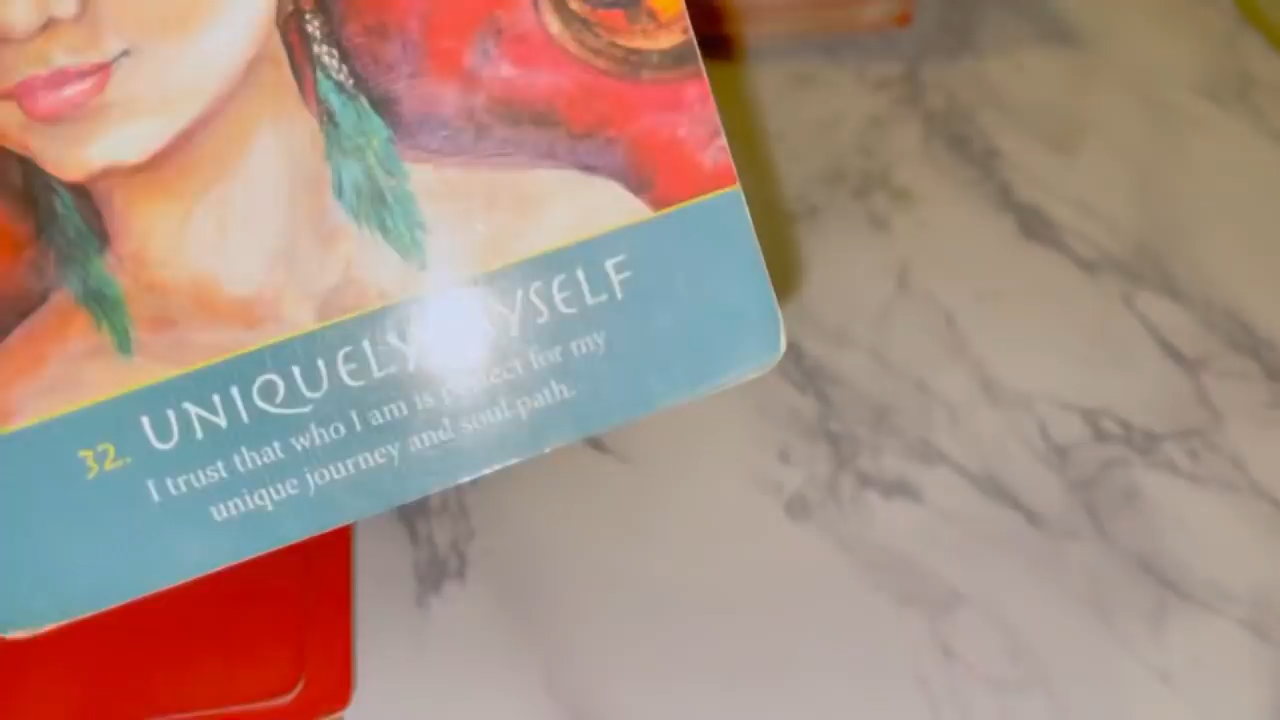 32. UNIQUELY MYSELF
I trust that who I am is perfect for my
unique journey and soul path.